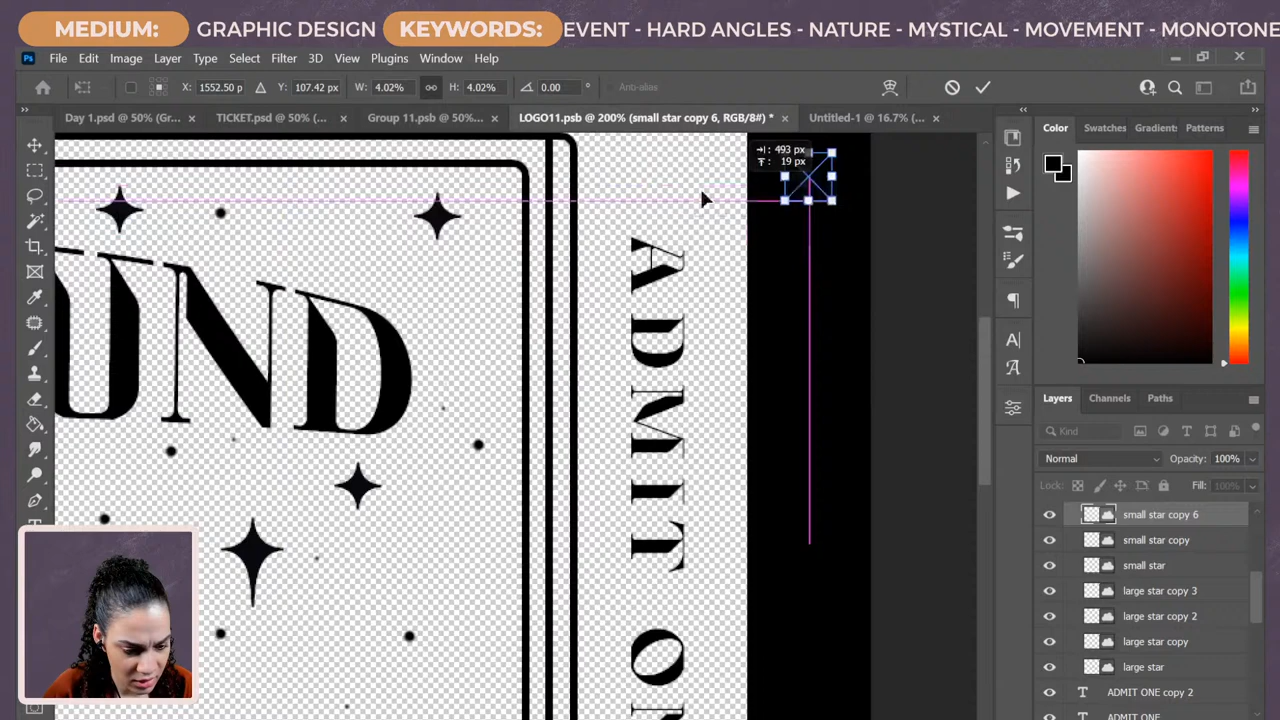 MEDIUM: GRAPHIC DESIGN KEYWORDS: EVENT - HARD ANGLES - NATURE - MYSTICAL - MOVEMENT - MONOTONE
Ps File Edit Image Layer Type Select Filter 3D View Plugins Window Help
X: 1552.50 p Y: 107.42 px W: 4.02% H: 4.02% 0.00 ° Anti-alias
Day 1.psd @ 50% (Gr... × TICKET.psd @ 50% (... × Group 11.psb @ 50%... × LOGO11.psb @ 200% (small star copy 6, RGB/8#) * × Untitled-1 @ 16.7% (... ×
Color Swatches Gradients Patterns
: 493 px
: 19 px
UND
ADMIT ON
Layers Channels Paths
Kind
Normal Opacity: 100%
Lock: Fill: 100%
small star copy 6
small star copy
small star
large star copy 3
large star copy 2
large star copy
large star
T ADMIT ONE copy 2
ADMIT ONE